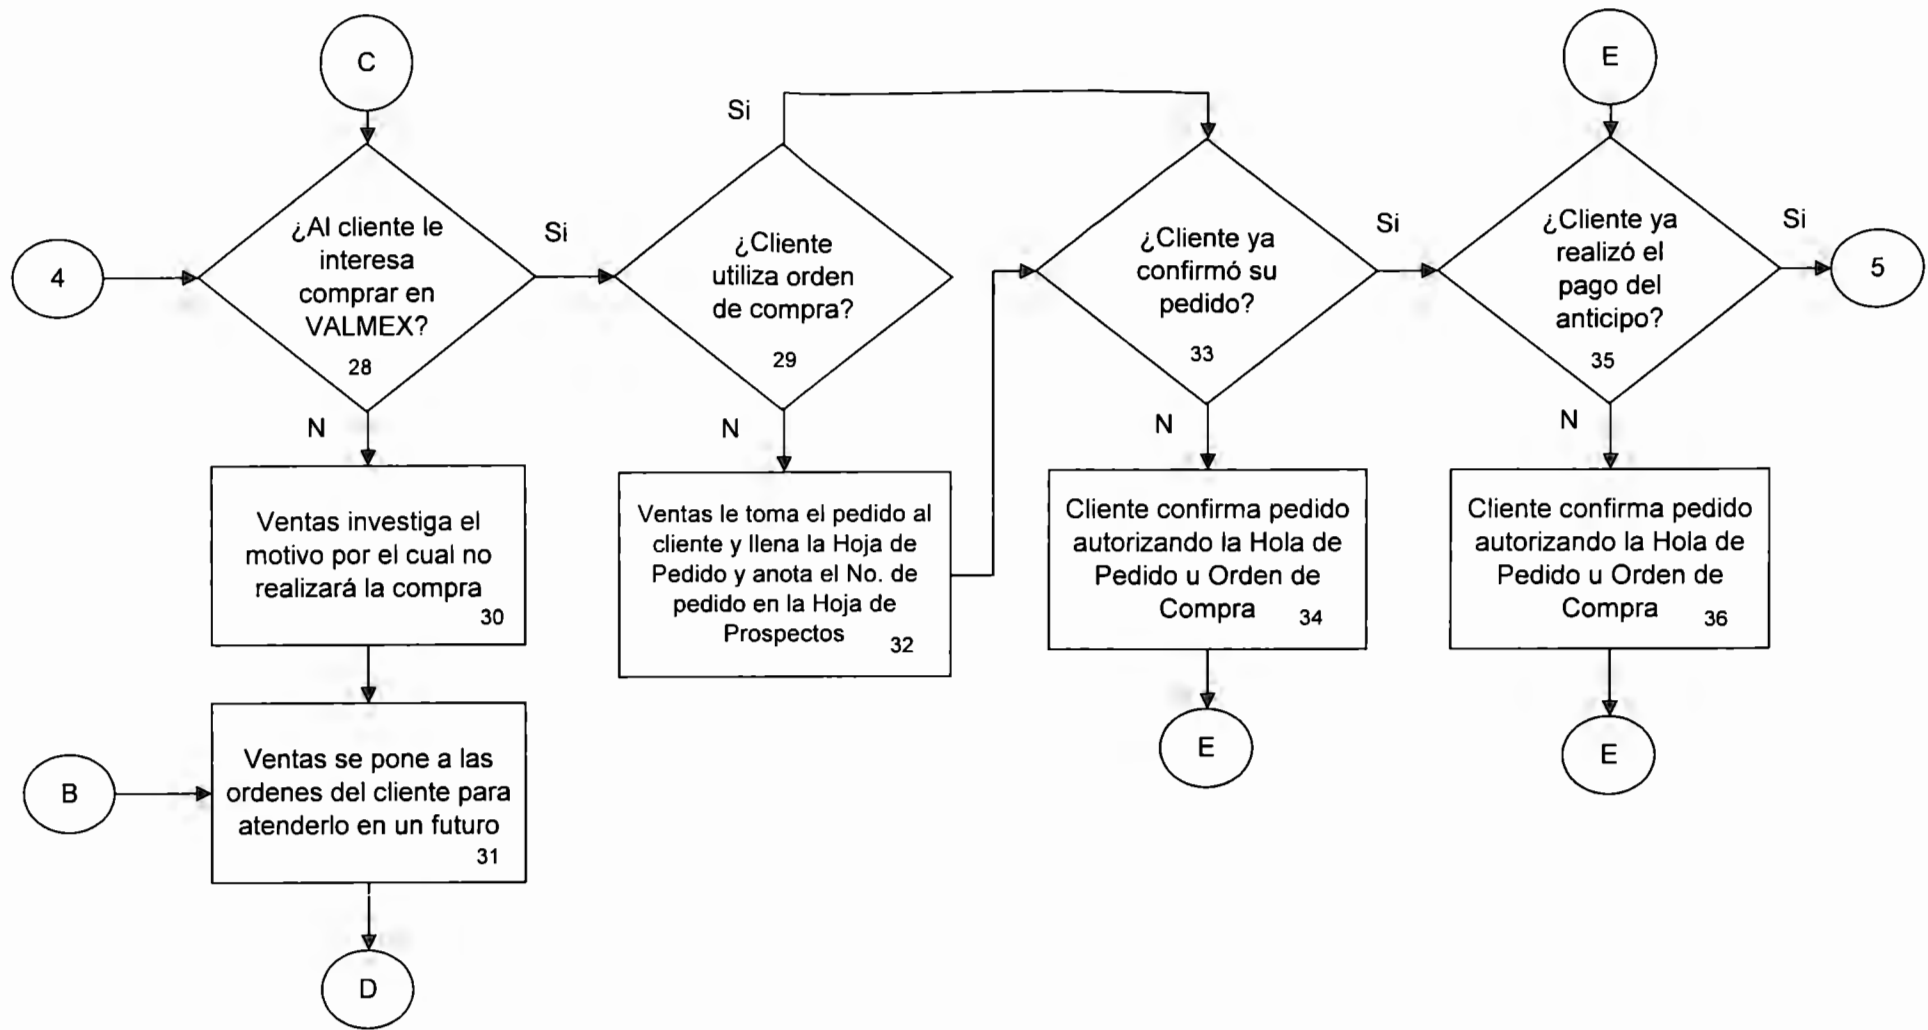 C
E
4
¿Al cliente le
interesa
comprar en
VALMEX?
28
Si
N
¿Cliente
utiliza orden
de compra?
29
Si
N
¿Cliente ya
confirmó su
pedido?
33
Si
N
¿Cliente ya
realizó el
pago del
anticipo?
35
Si
N
5
Ventas investiga el
motivo por el cual no
realizará la compra
30
Ventas le toma el pedido al
cliente y llena la Hoja de
Pedido y anota el No. de
pedido en la Hoja de
Prospectos
32
Cliente confirma pedido
autorizando la Hola de
Pedido u Orden de
Compra
34
Cliente confirma pedido
autorizando la Hola de
Pedido u Orden de
Compra
36
B
Ventas se pone a las
ordenes del cliente para
atenderlo en un futuro
31
E
E
D